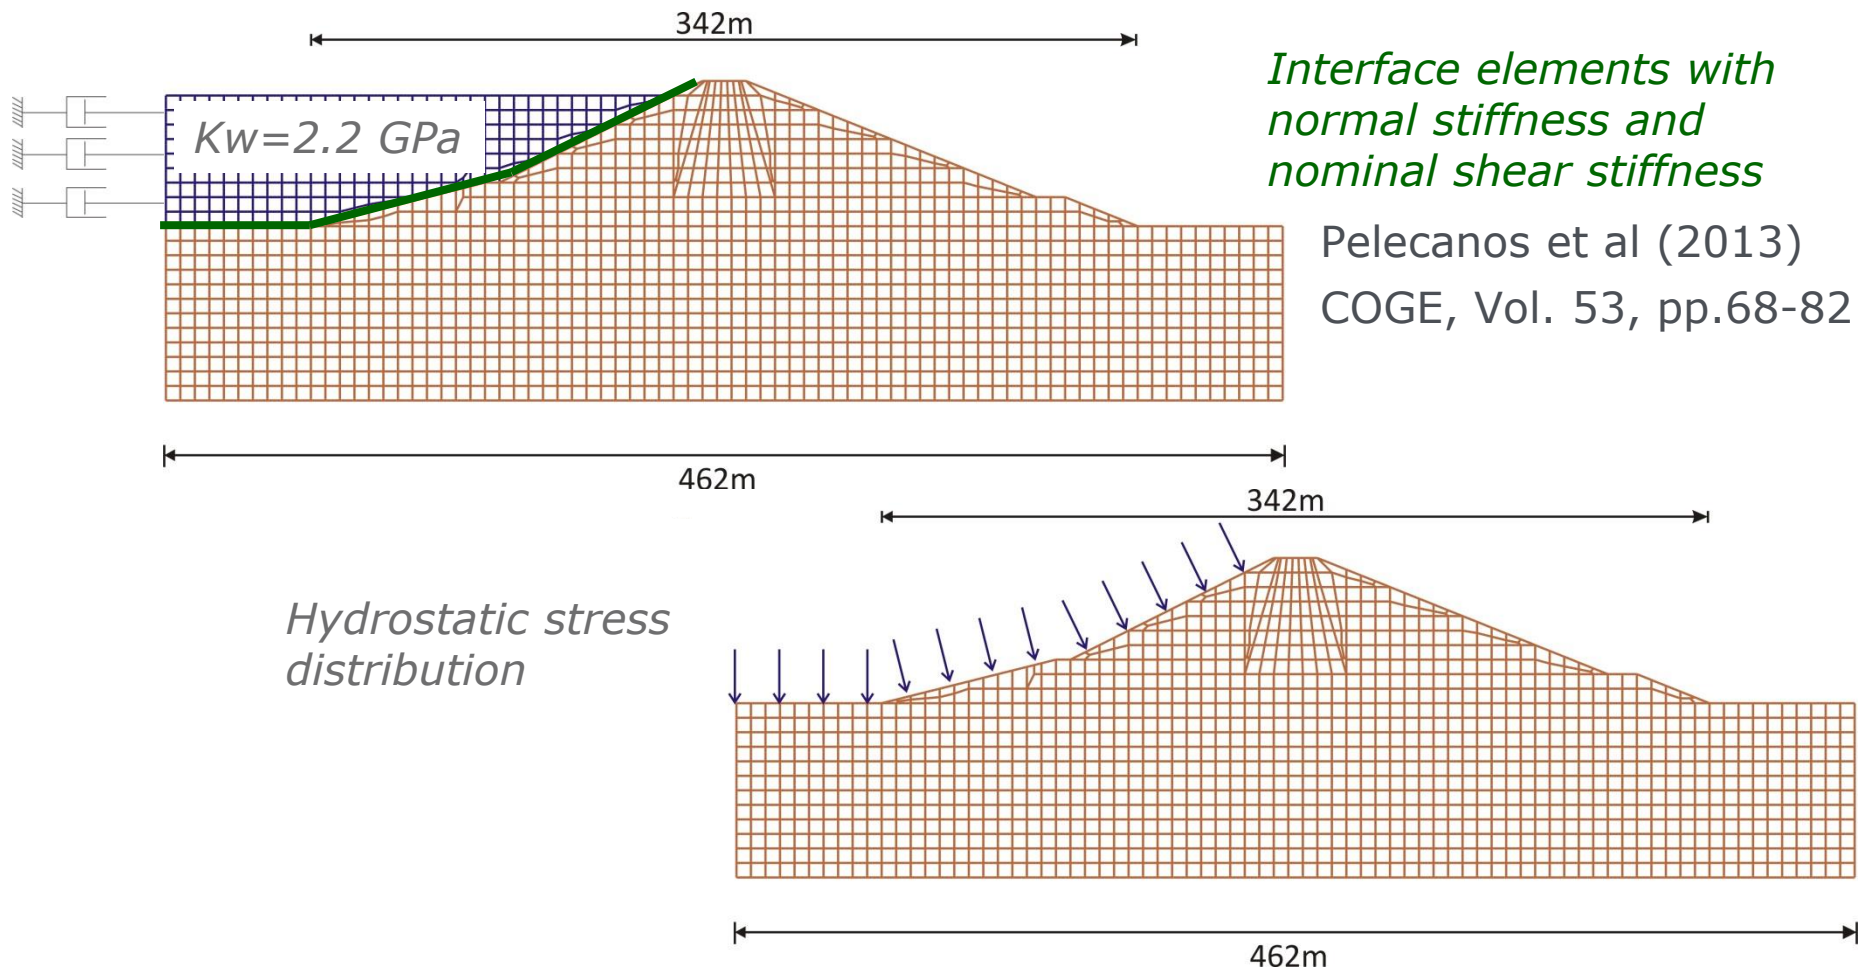 342m
Interface elements with
normal stiffness and
nominal shear stiffness
Kw=2.2 GPa
Pelecanos et al (2013)
COGE, Vol. 53, pp.68-82
462m
342m
Hydrostatic stress
distribution
462m